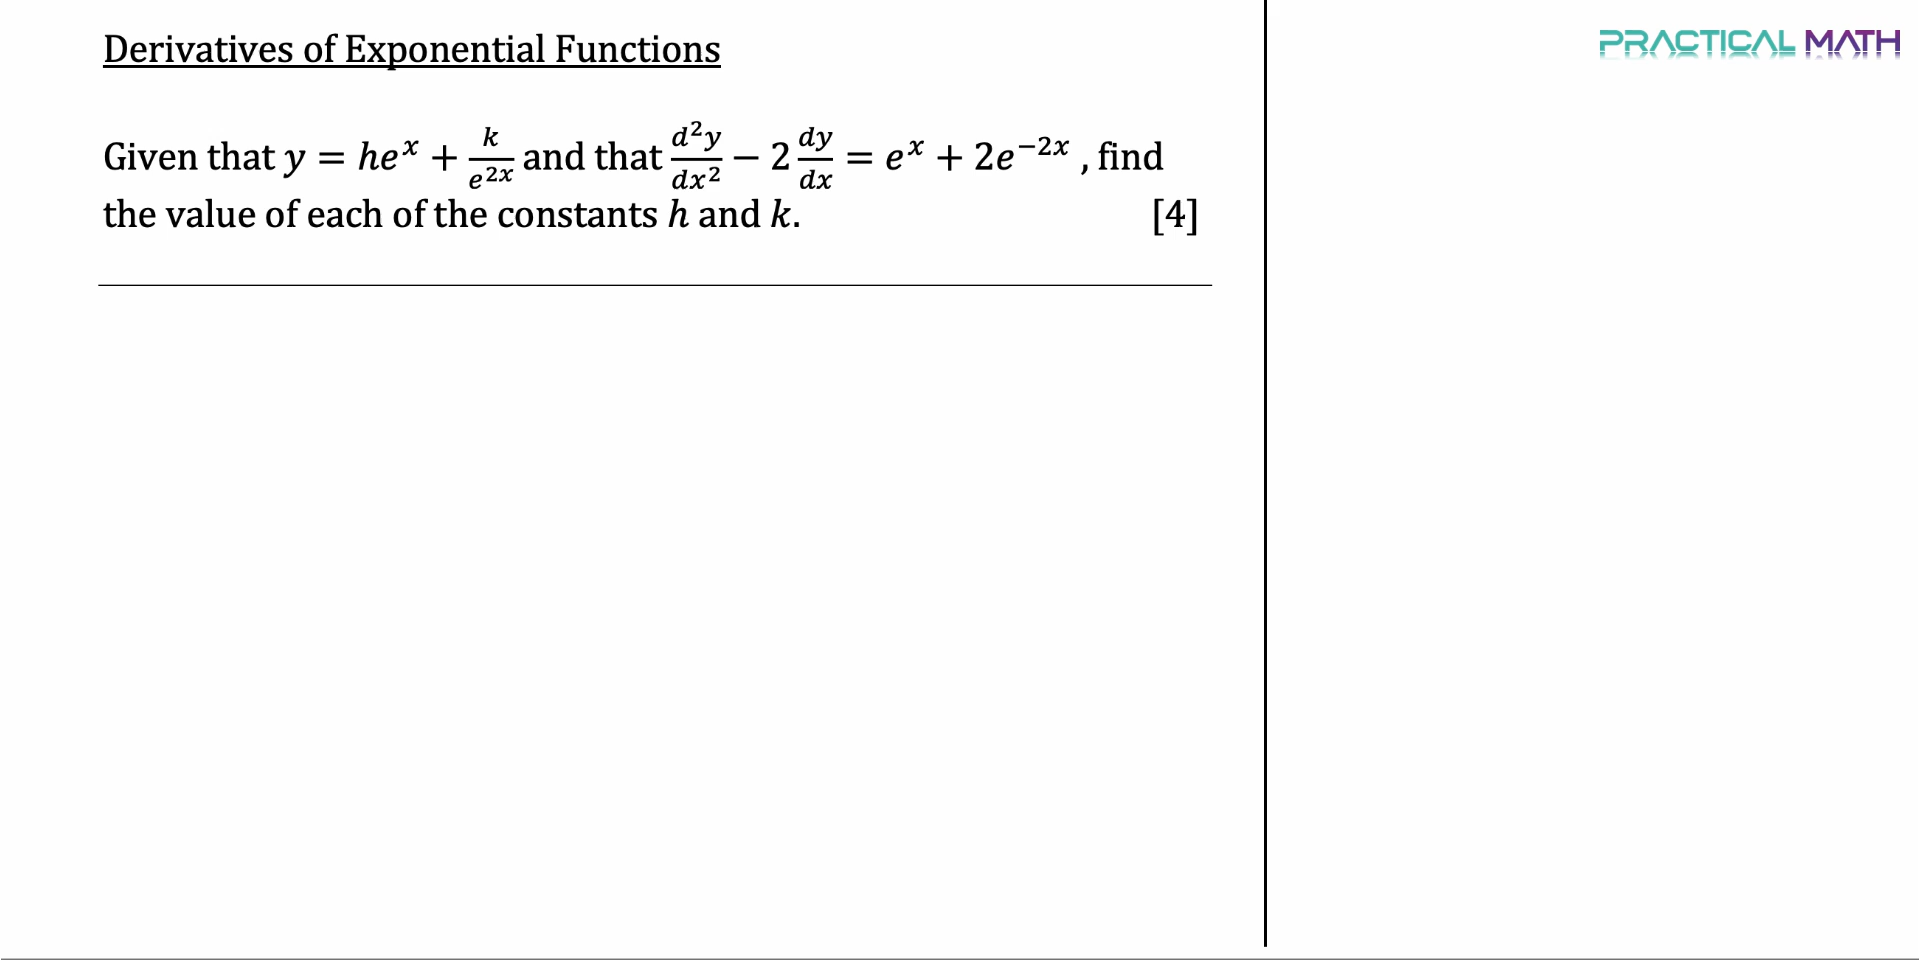 Derivatives of Exponential Functions
PRACTICAL MATH
Given that y = heˣ + k/e²ˣ and that d²y/dx² − 2 dy/dx = eˣ + 2e⁻²ˣ , find
the value of each of the constants h and k. [4]